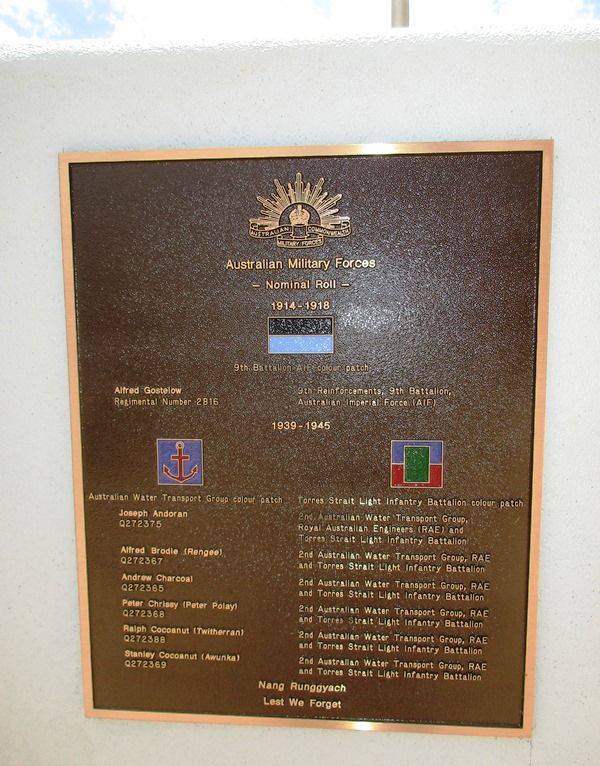 AUSTRALIAN COMMONWEALTH
MILITARY FORCES
Australian Military Forces
— Nominal Roll —
1914-1918
9th Battalion AIF colour patch
Alfred Gostelow
Regimental Number 2816
9th Reinforcements, 9th Battalion,
Australian Imperial Force (AIF)
1939-1945
Australian Water Transport Group colour patch
Torres Strait Light Infantry Battalion colour patch
Joseph Andoran
Q272375
2nd Australian Water Transport Group,
Royal Australian Engineers (RAE) and
Torres Strait Light Infantry Battalion
Alfred Brodie (Rengee)
Q272367
2nd Australian Water Transport Group, RAE
and Torres Strait Light Infantry Battalion
Andrew Charcoal
Q272365
2nd Australian Water Transport Group, RAE
and Torres Strait Light Infantry Battalion
Peter Chrissy (Peter Polay)
Q272368
2nd Australian Water Transport Group, RAE
and Torres Strait Light Infantry Battalion
Ralph Cocoanut (Twitherran)
Q272388
2nd Australian Water Transport Group, RAE
and Torres Strait Light Infantry Battalion
Stanley Cocoanut (Awunka)
Q272369
2nd Australian Water Transport Group, RAE
and Torres Strait Light Infantry Battalion
Nang Runggyach
Lest We Forget